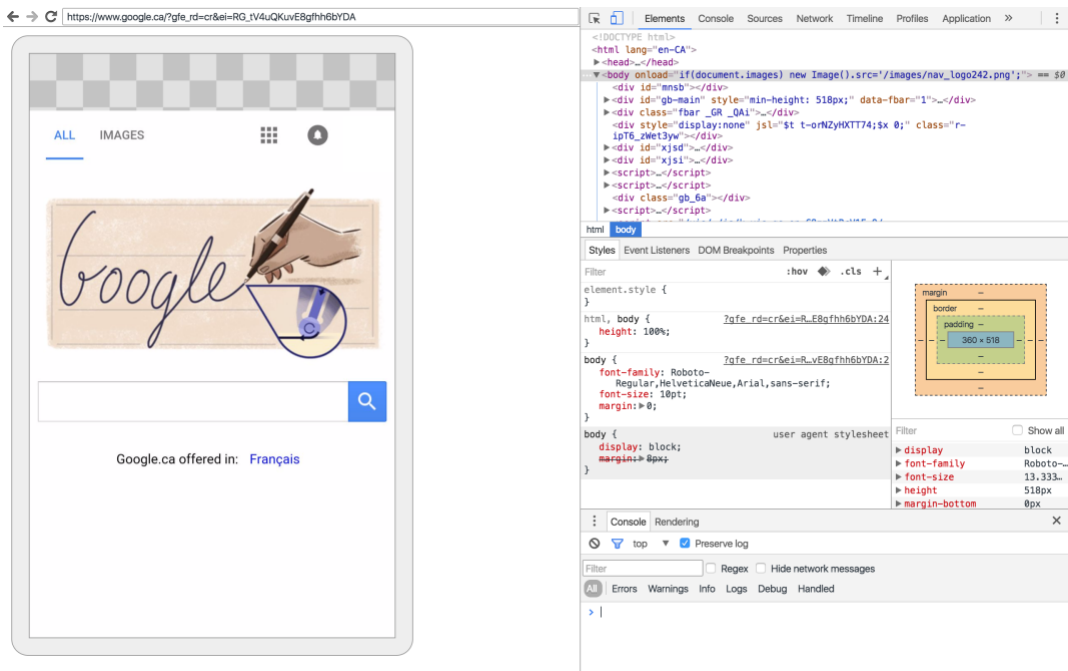 https://www.google.ca/?gfe_rd=cr&ei=RG_tV4uQKuvE8gfhh6bYDA
ALL IMAGES
Google
Google.ca offered in: Français
Elements Console Sources Network Timeline Profiles Application »
<!DOCTYPE html>
<html lang="en-CA">
▶<head>…</head>
▼<body onload="if(document.images) new Image().src='/images/nav_logo242.png';"> == $0
<div id="mnsb"></div>
▶<div id="gb-main" style="min-height: 518px;" data-fbar="1">…</div>
▶<div class="fbar _GR _QAi">…</div>
<div style="display:none" jsl="$t t-orNZyHXTT74;$x 0;" class="r-
ipT6_zWet3yw"></div>
▶<div id="xjsd">…</div>
▶<div id="xjsi">…</div>
▶<script>…</script>
▶<script>…</script>
<div class="gb_6a"></div>
▶<script>…</script>
html body
Styles Event Listeners DOM Breakpoints Properties
Filter :hov .cls +
element.style {
}
html, body { ?gfe_rd=cr&ei=R…E8gfhh6bYDA:24
height: 100%;
}
body { ?gfe_rd=cr&ei=R…vE8gfhh6bYDA:2
font-family: Roboto-
Regular,HelveticaNeue,Arial,sans-serif;
font-size: 10pt;
margin:▶0;
}
body { user agent stylesheet
display: block;
margin:▶8px;
}
margin –
border –
padding –
– – – 360 × 518 – – –
–
–
–
Filter Show all
▶display block
▶font-family Roboto-…
▶font-size 13.333…
▶height 518px
▶margin-bottom 0px
Console Rendering
top ▼ Preserve log
Filter Regex Hide network messages
All Errors Warnings Info Logs Debug Handled
>